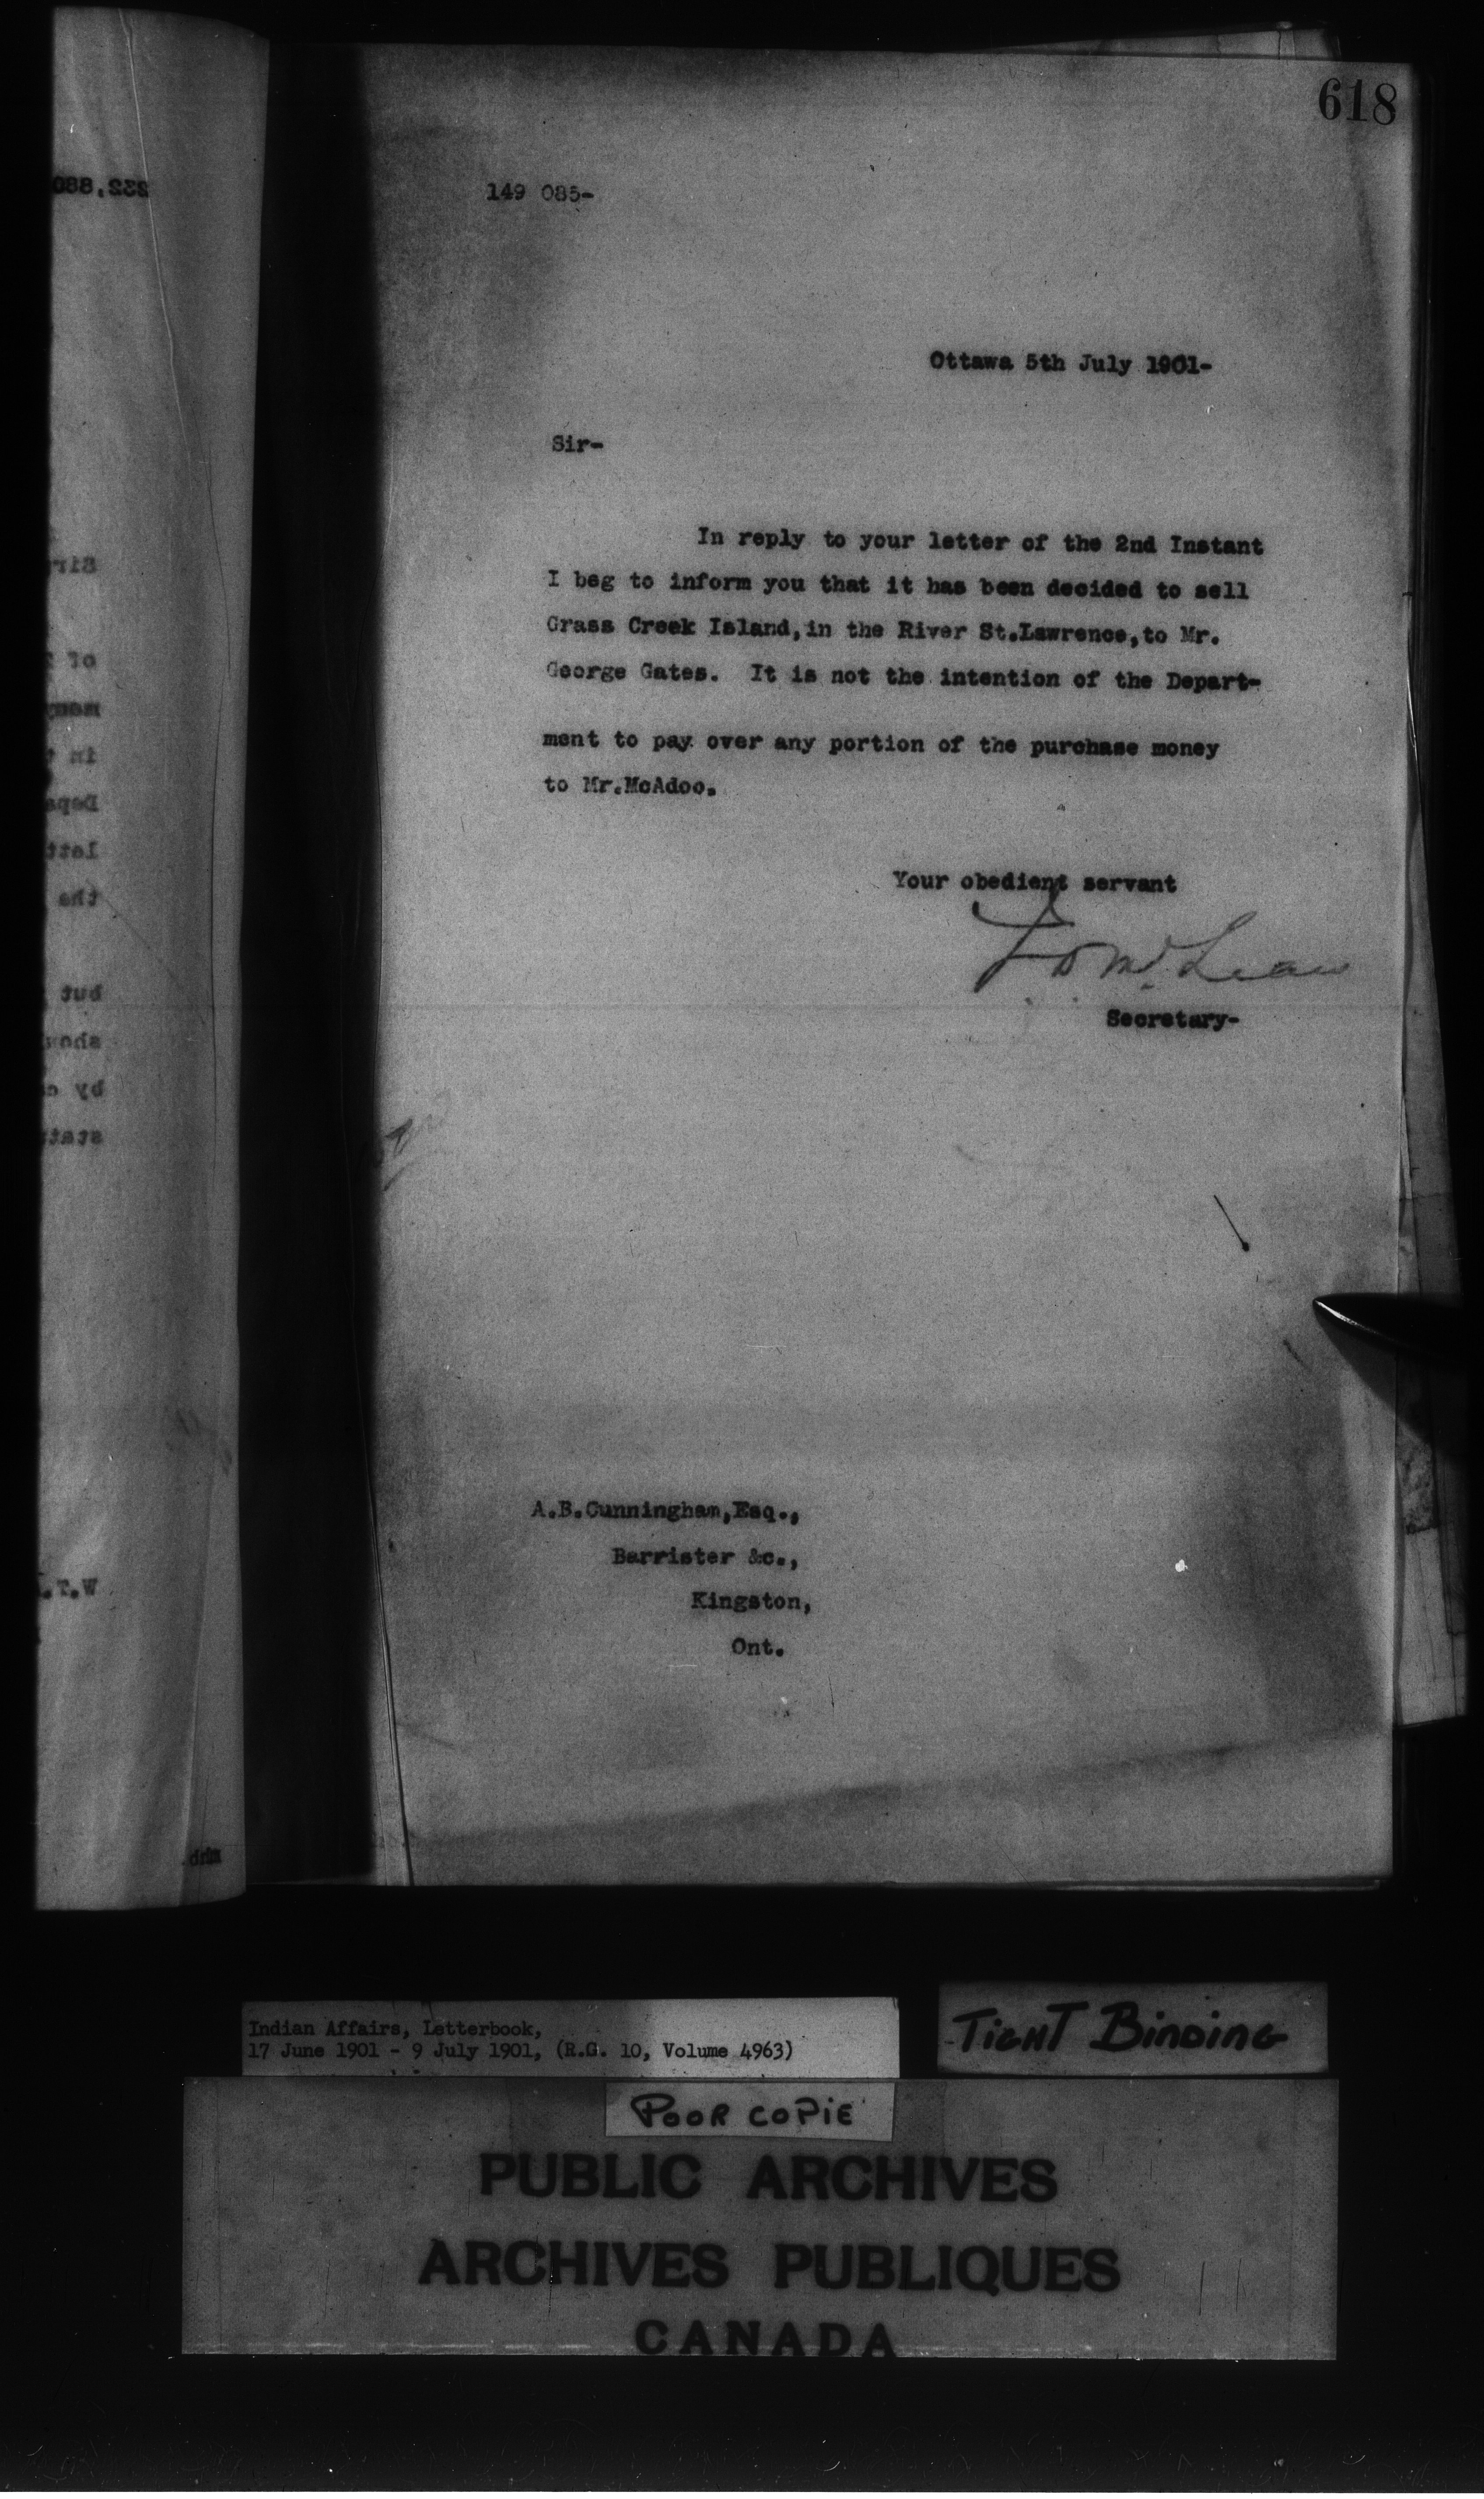 618
149 085-
Ottawa 5th July 1901-
Sir-
In reply to your letter of the 2nd Instant
I beg to inform you that it has been decided to sell
Grass Creek Island, in the River St.Lawrence, to Mr.
George Gates. It is not the intention of the Depart-
ment to pay over any portion of the purchase money
to Mr.McAdoo.
Your obedient servant
J D McLean
Secretary-
A.B.Cunningham, Esq.,
Barrister &c.,
Kingston,
Ont.
Indian Affairs, Letterbook,
17 June 1901 - 9 July 1901, (R.G. 10, Volume 4963)
TIGHT BINDING
POOR COPIE
PUBLIC ARCHIVES
ARCHIVES PUBLIQUES
CANADA